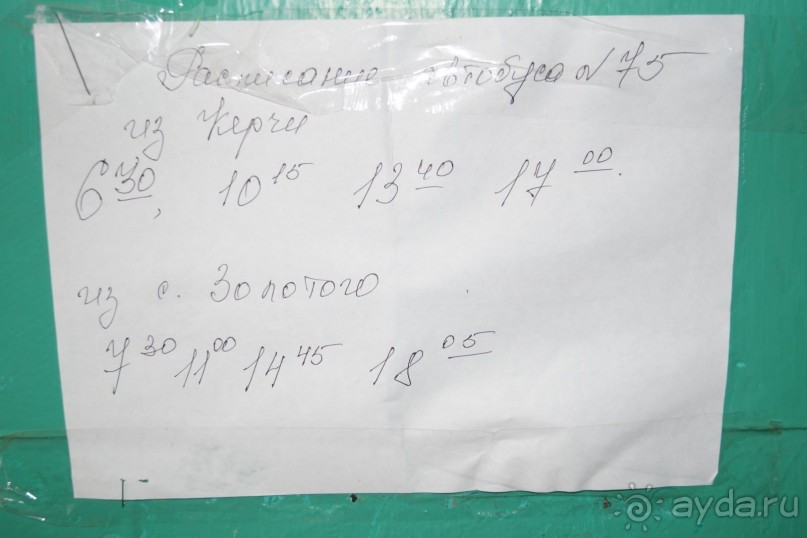 Расписание автобуса № 75
из Керчи
6 30, 10 15 13 40 17 00.
из с. Золотого
7 30 11 00 14 45 18 05
ayda.ru